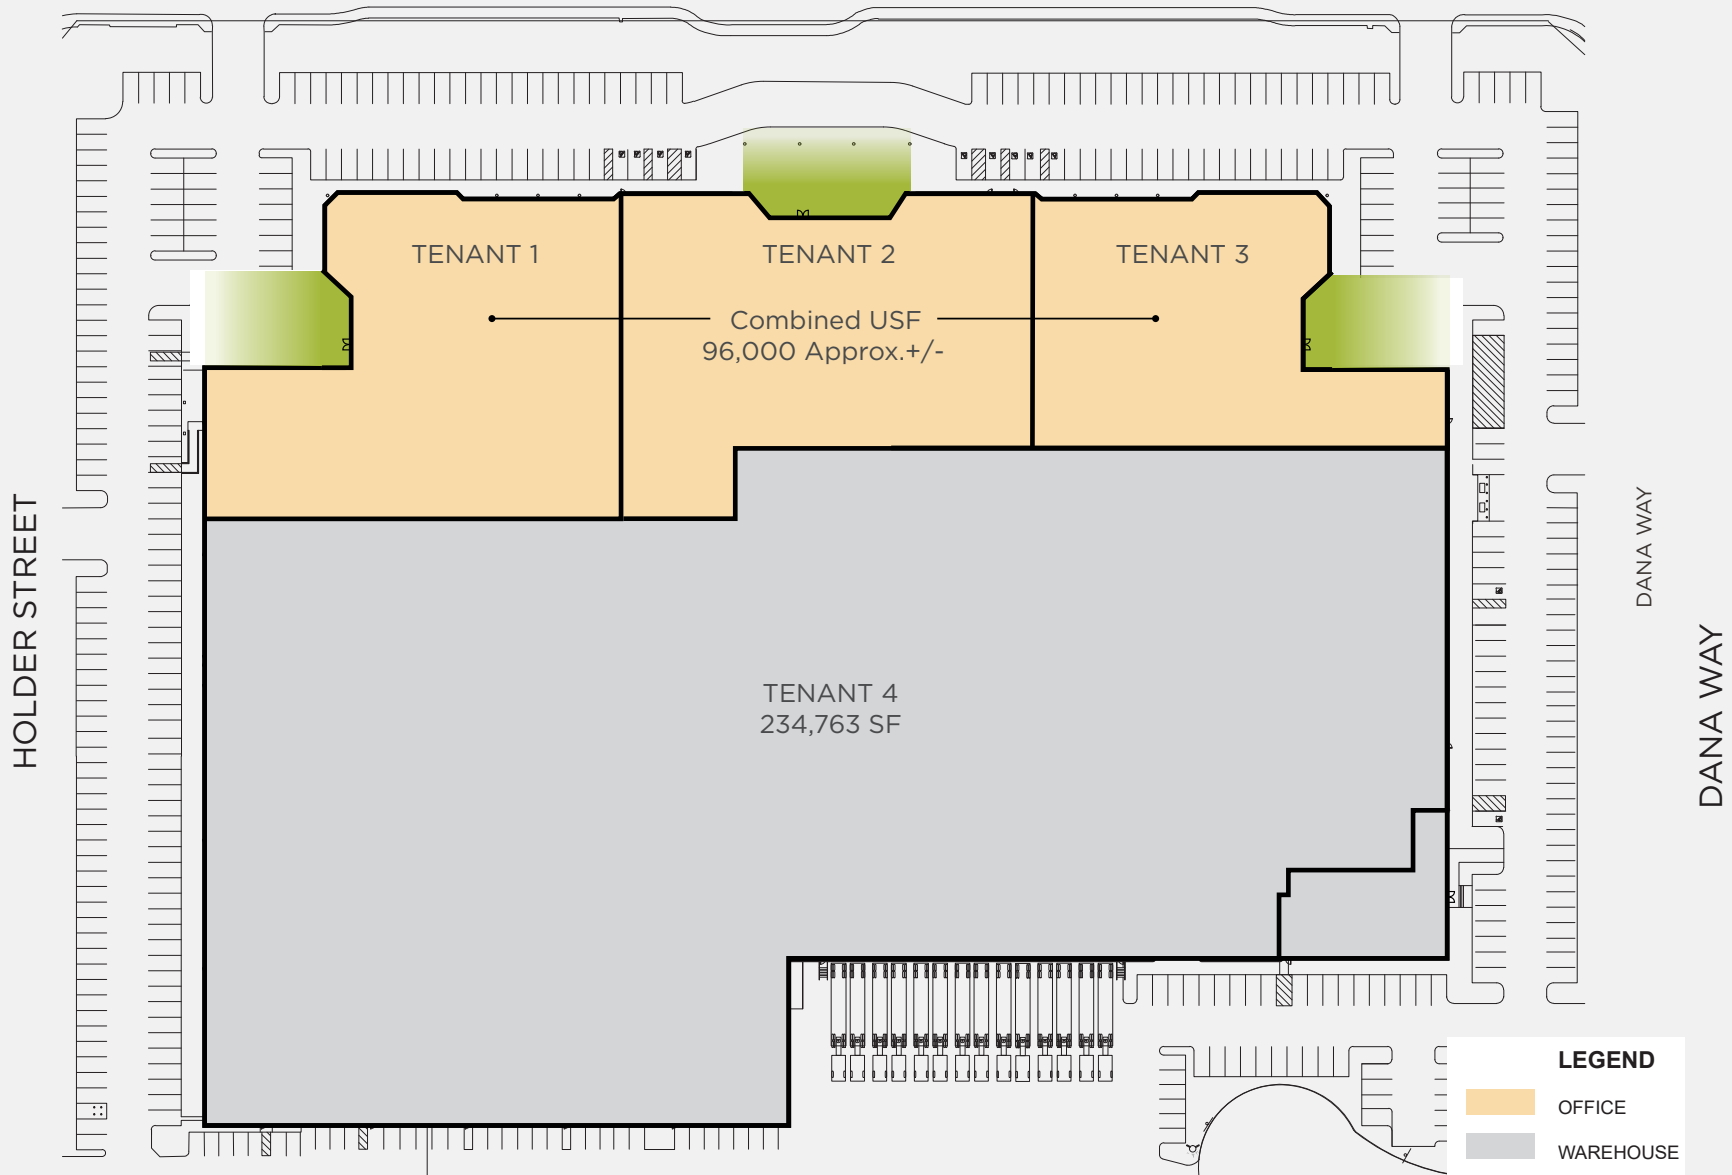 TENANT 1
TENANT 2
TENANT 3
Combined USF
96,000 Approx.+/-
HOLDER STREET
DANA WAY
DANA WAY
TENANT 4
234,763 SF
LEGEND
OFFICE
WAREHOUSE